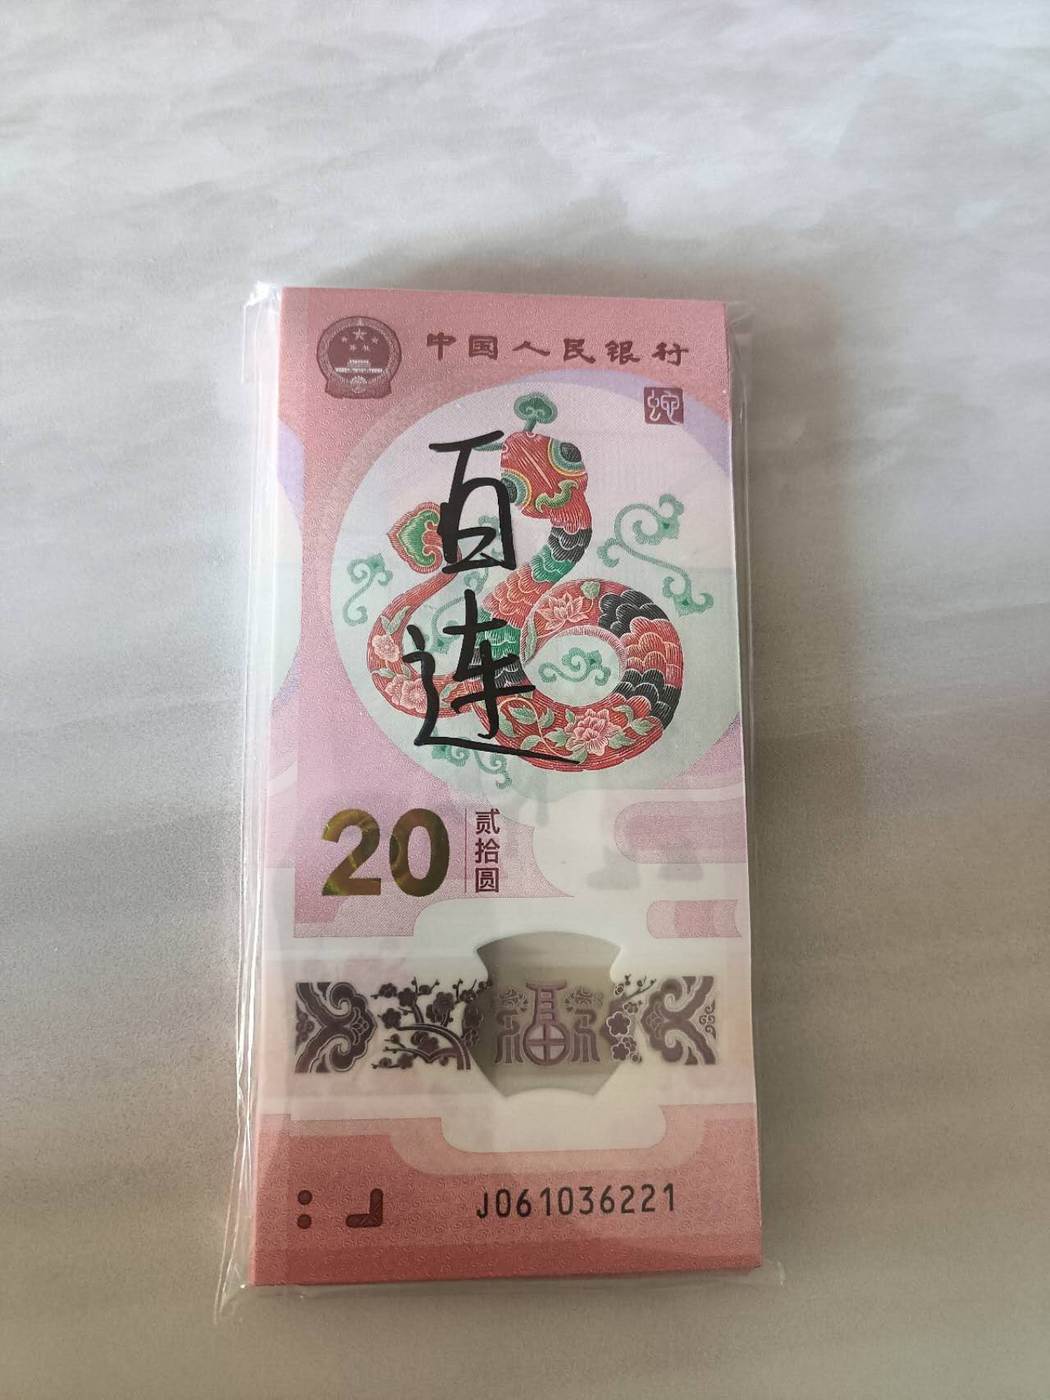 中国人民银行
蛇
百连
20 贰拾圆
福
J061036221